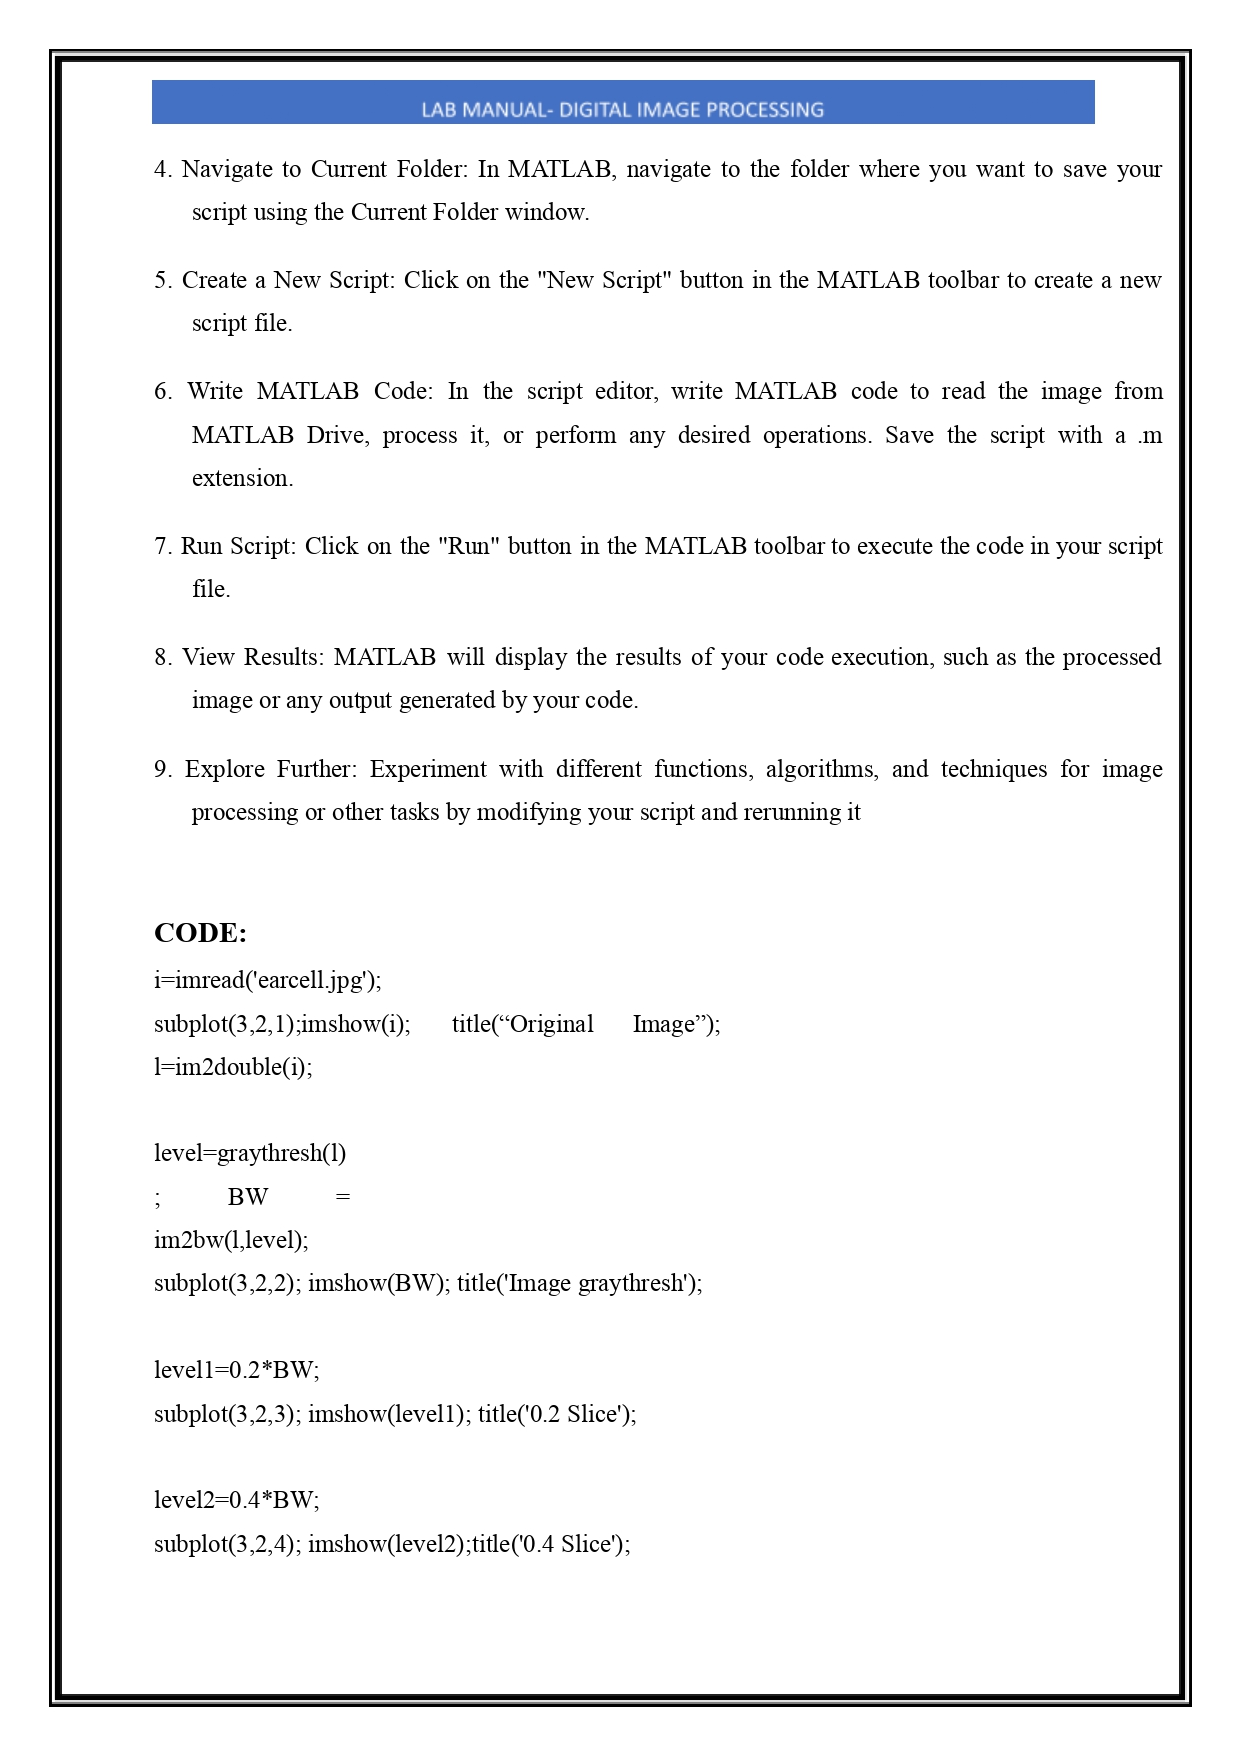 LAB MANUAL- DIGITAL IMAGE PROCESSING
4. Navigate to Current Folder: In MATLAB, navigate to the folder where you want to save your
script using the Current Folder window.
5. Create a New Script: Click on the "New Script" button in the MATLAB toolbar to create a new
script file.
6. Write MATLAB Code: In the script editor, write MATLAB code to read the image from
MATLAB Drive, process it, or perform any desired operations. Save the script with a .m
extension.
7. Run Script: Click on the "Run" button in the MATLAB toolbar to execute the code in your script
file.
8. View Results: MATLAB will display the results of your code execution, such as the processed
image or any output generated by your code.
9. Explore Further: Experiment with different functions, algorithms, and techniques for image
processing or other tasks by modifying your script and rerunning it
CODE:
i=imread('earcell.jpg');
subplot(3,2,1);imshow(i); title(“Original Image”);
l=im2double(i);
level=graythresh(l)
; BW =
im2bw(l,level);
subplot(3,2,2); imshow(BW); title('Image graythresh');
level1=0.2*BW;
subplot(3,2,3); imshow(level1); title('0.2 Slice');
level2=0.4*BW;
subplot(3,2,4); imshow(level2);title('0.4 Slice');